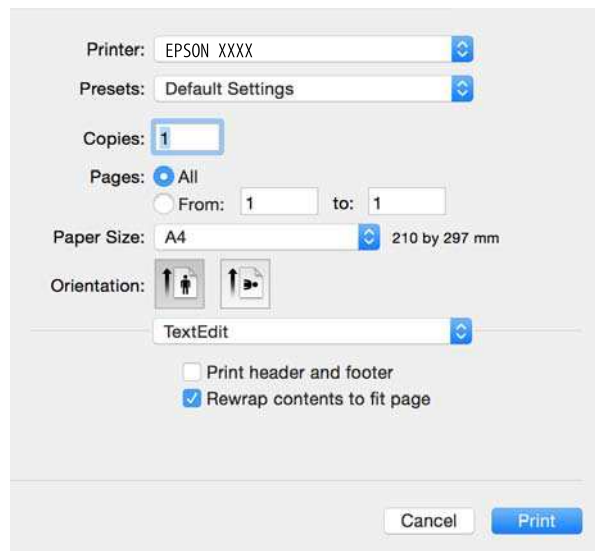 Printer: EPSON XXXX
Presets: Default Settings
Copies: 1
Pages: All
From: 1 to: 1
Paper Size: A4 210 by 297 mm
Orientation:
TextEdit
Print header and footer
Rewrap contents to fit page
Cancel Print